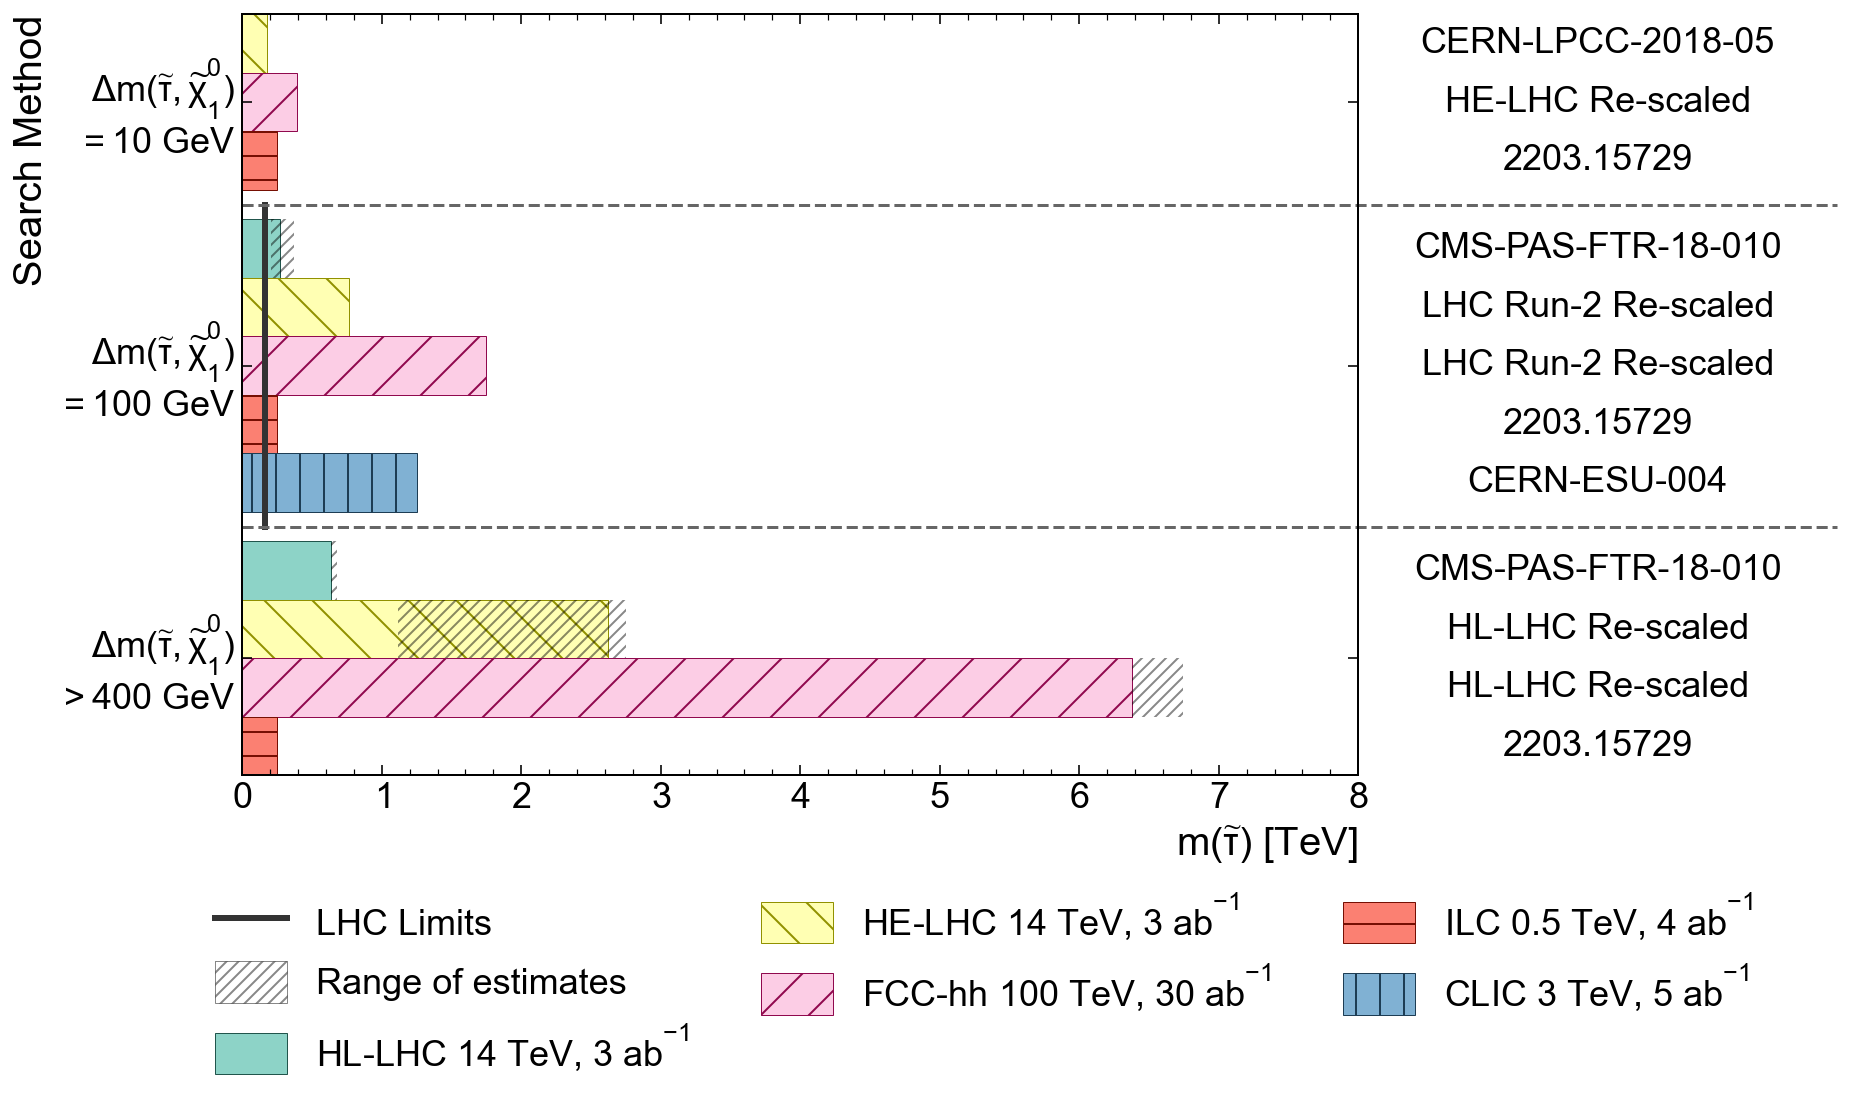 Search Method
Δm(τ̃, χ̃₁⁰)
= 10 GeV
CERN-LPCC-2018-05
HE-LHC Re-scaled
2203.15729
Δm(τ̃, χ̃₁⁰)
= 100 GeV
CMS-PAS-FTR-18-010
LHC Run-2 Re-scaled
LHC Run-2 Re-scaled
2203.15729
CERN-ESU-004
Δm(τ̃, χ̃₁⁰)
> 400 GeV
CMS-PAS-FTR-18-010
HL-LHC Re-scaled
HL-LHC Re-scaled
2203.15729
0 1 2 3 4 5 6 7 8
m(τ̃) [TeV]
LHC Limits
Range of estimates
HL-LHC 14 TeV, 3 ab⁻¹
HE-LHC 14 TeV, 3 ab⁻¹
FCC-hh 100 TeV, 30 ab⁻¹
ILC 0.5 TeV, 4 ab⁻¹
CLIC 3 TeV, 5 ab⁻¹